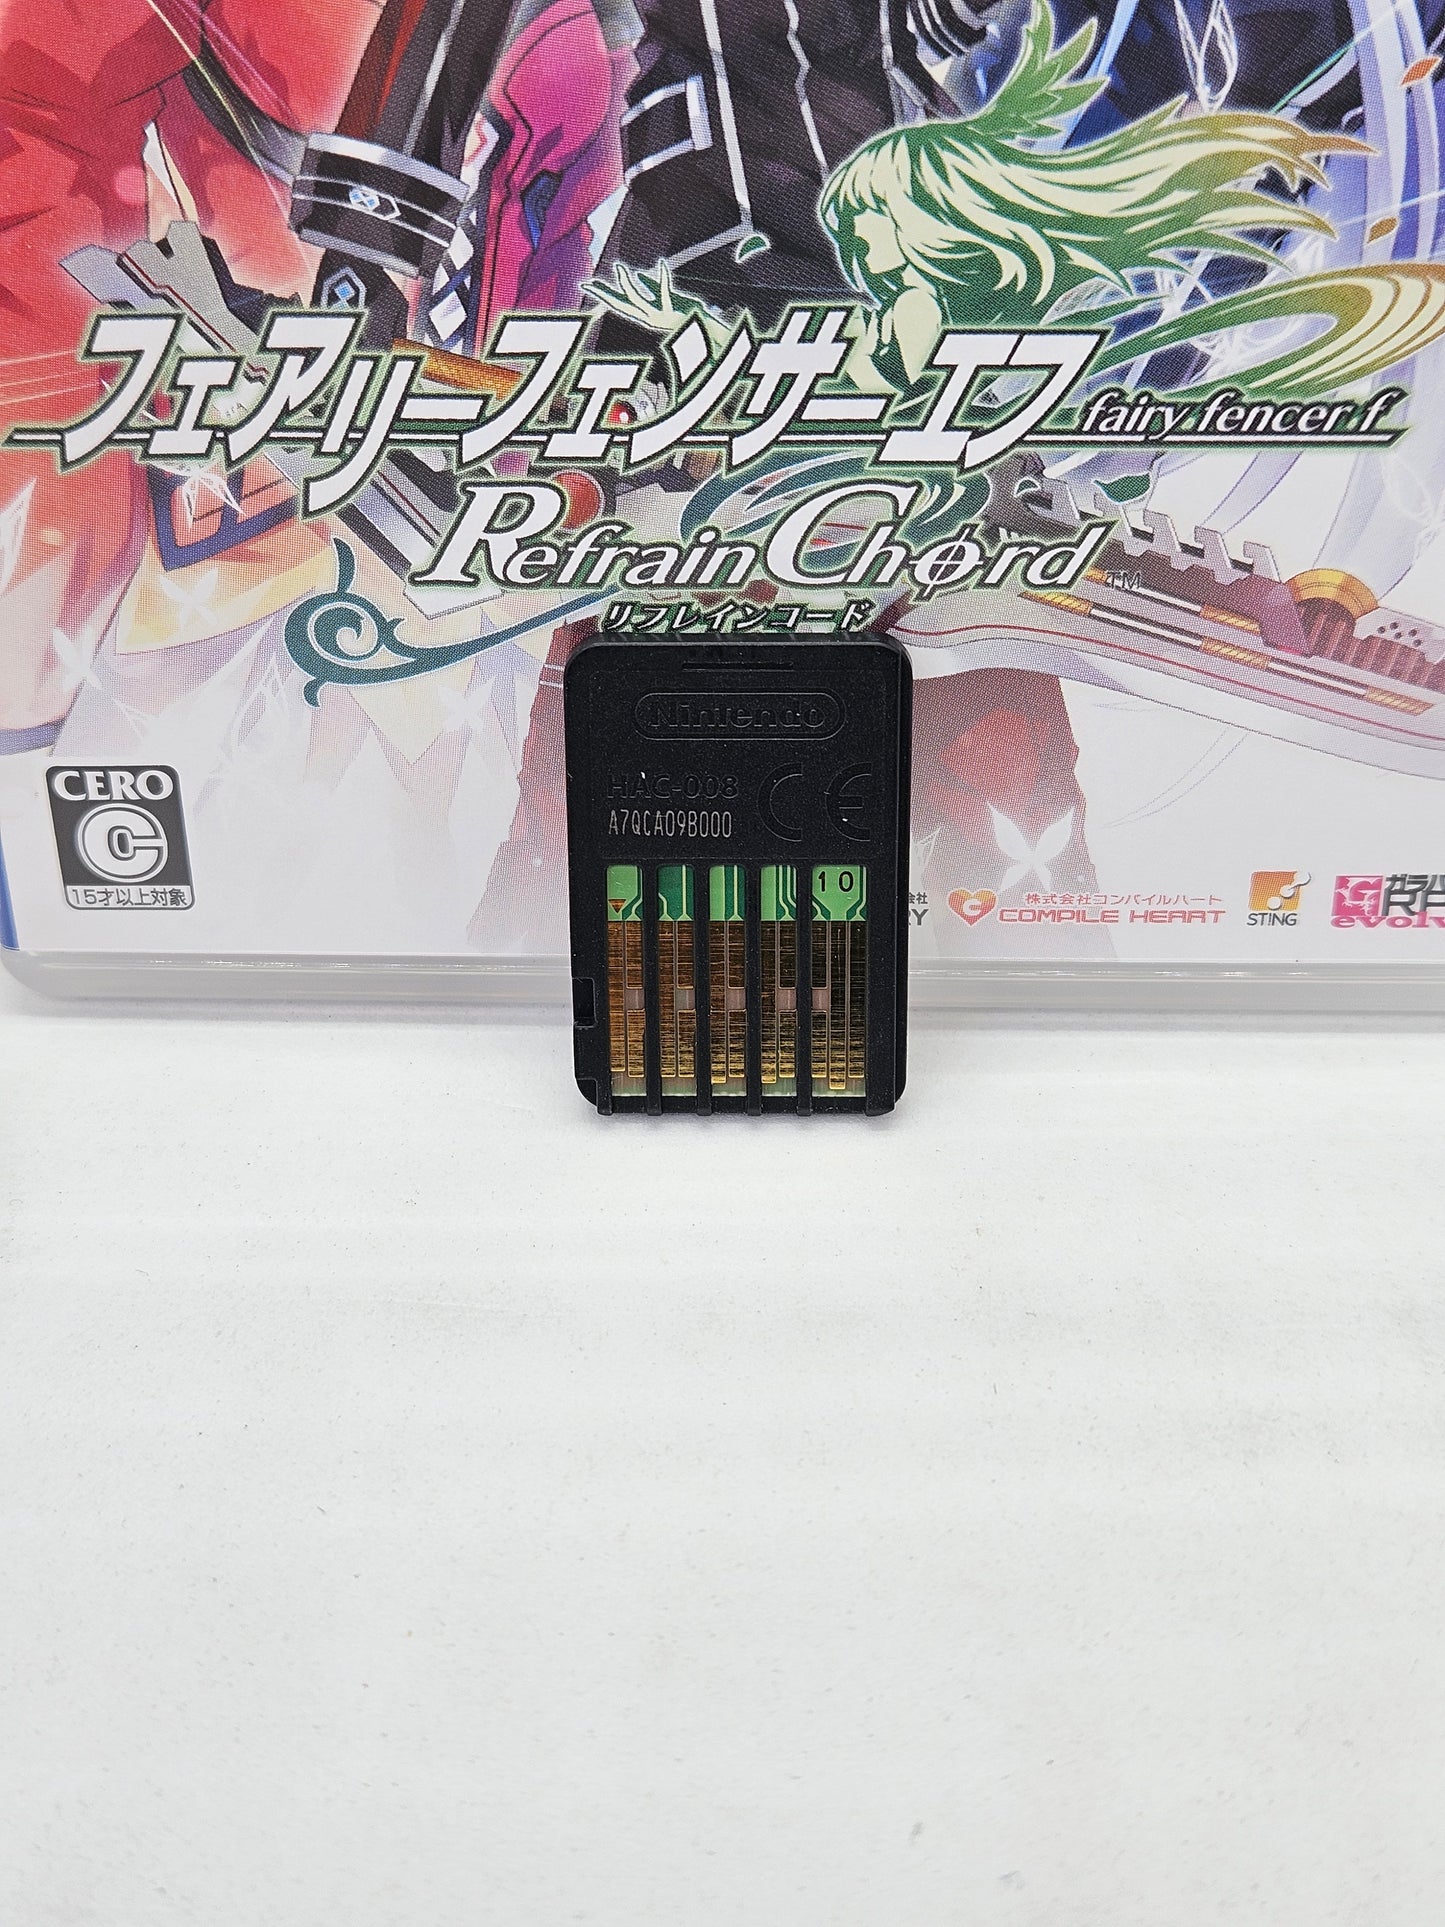 フェアリーフェンサーエフ fairy fencer f
Refrain Chord TM
リフレインコード
Nintendo
HAC-008 CE
A7QCA09B000
10
CERO
C
15才以上対象
株式会社コンパイルハート
COMPILE HEART
STING